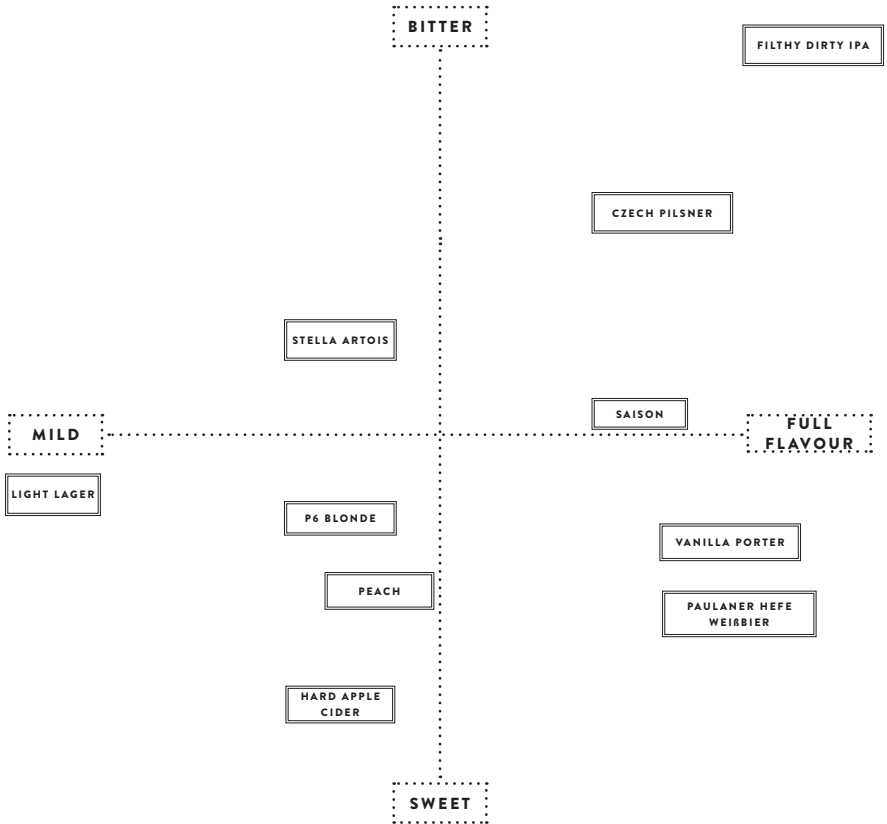 BITTER
FILTHY DIRTY IPA
CZECH PILSNER
STELLA ARTOIS
SAISON
MILD
FULL
FLAVOUR
LIGHT LAGER
P6 BLONDE
VANILLA PORTER
PEACH
PAULANER HEFE
WEIßBIER
HARD APPLE
CIDER
SWEET